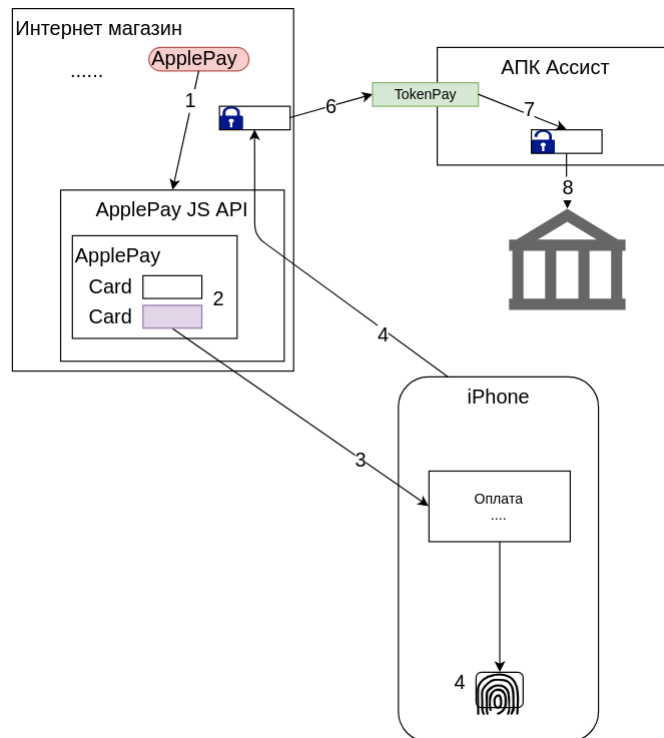 Интернет магазин
ApplePay
......
1
6
TokenPay
АПК Ассист
7
8
ApplePay JS API
ApplePay
Card
2
Card
4
3
iPhone
Оплата
....
4